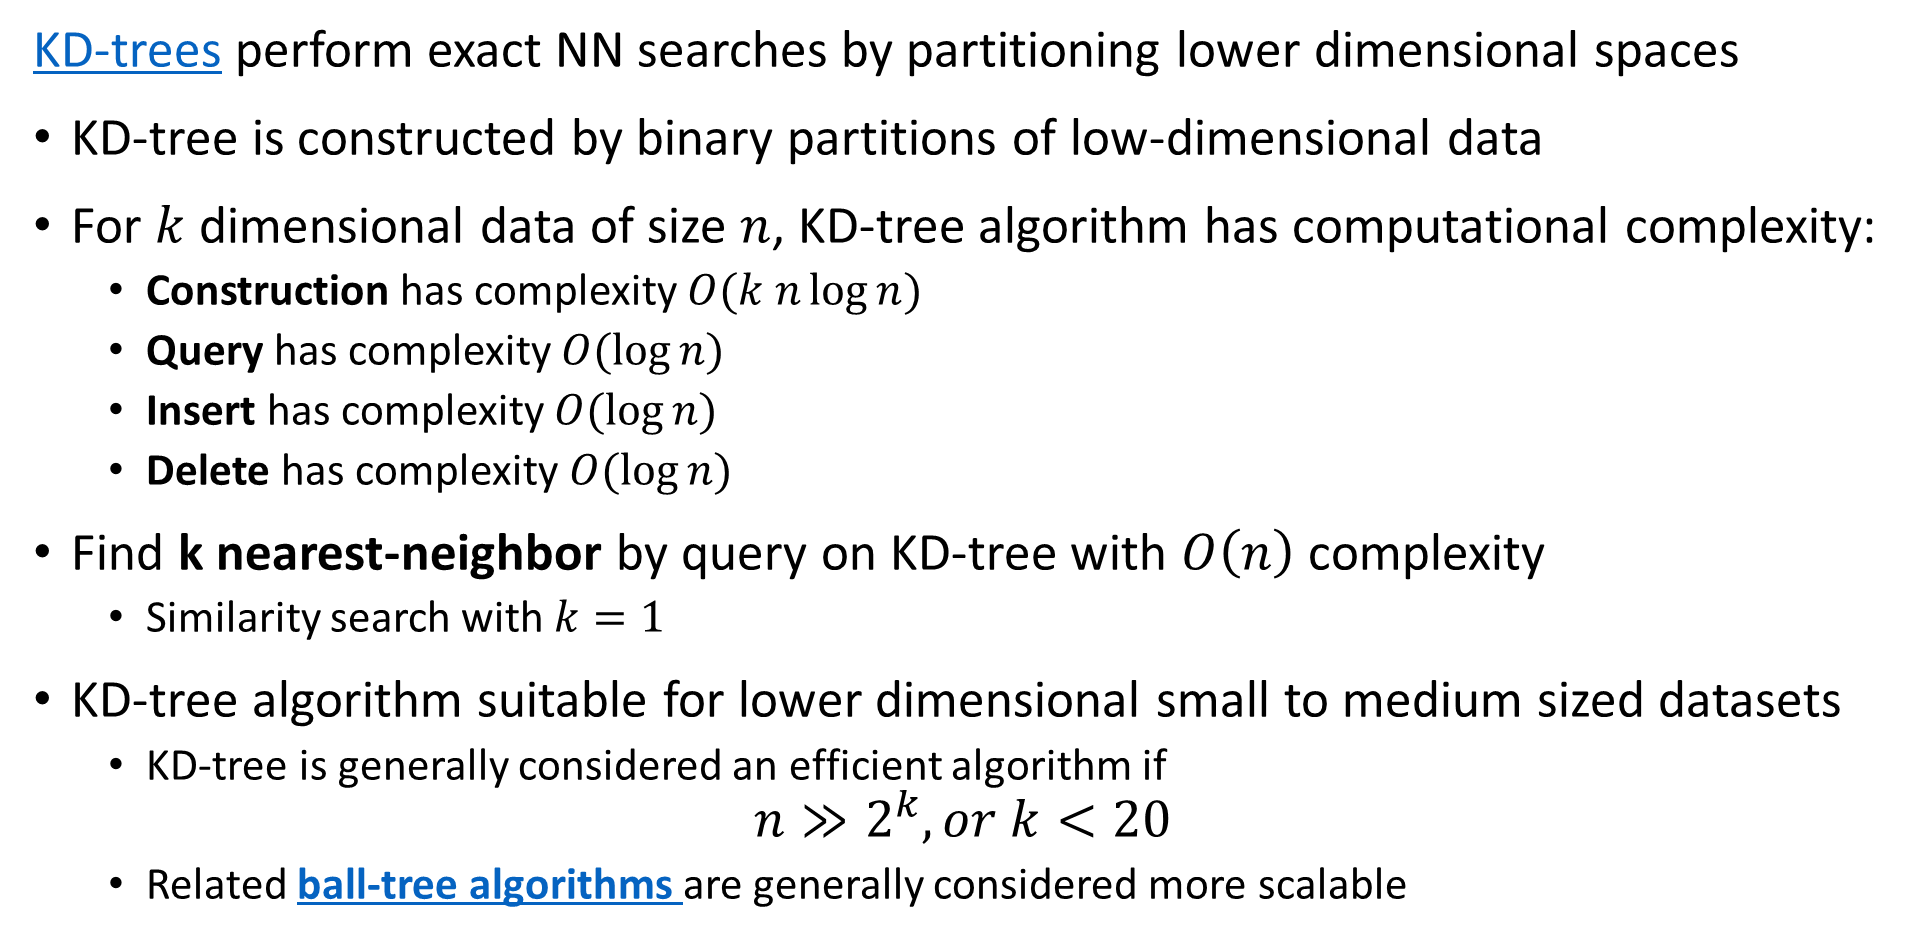 KD-trees perform exact NN searches by partitioning lower dimensional spaces
• KD-tree is constructed by binary partitions of low-dimensional data
• For k dimensional data of size n, KD-tree algorithm has computational complexity:
• Construction has complexity O(k n log n)
• Query has complexity O(log n)
• Insert has complexity O(log n)
• Delete has complexity O(log n)
• Find k nearest-neighbor by query on KD-tree with O(n) complexity
• Similarity search with k = 1
• KD-tree algorithm suitable for lower dimensional small to medium sized datasets
• KD-tree is generally considered an efficient algorithm if
n ≫ 2^k, or k < 20
• Related ball-tree algorithms are generally considered more scalable